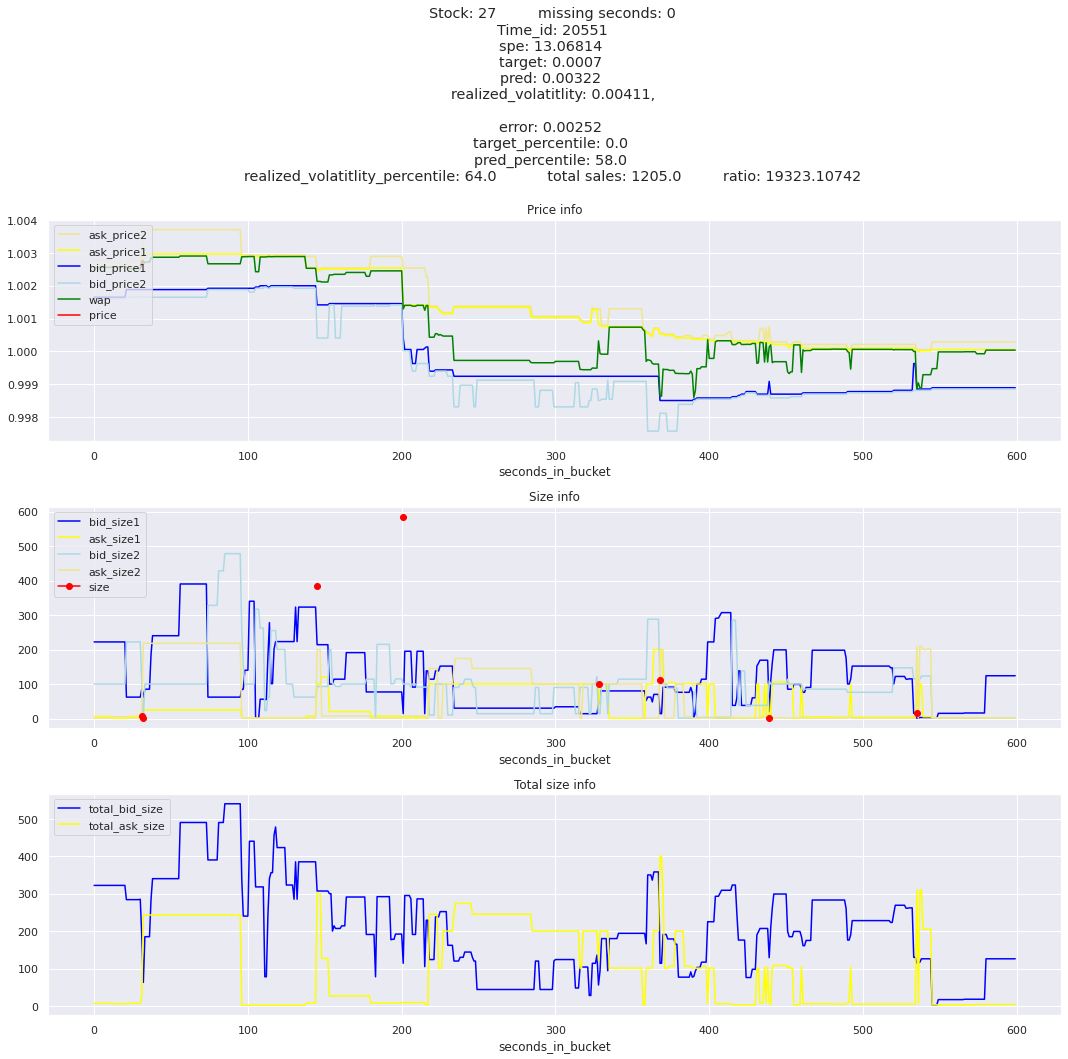 Stock: 27 missing seconds: 0
Time_id: 20551
spe: 13.06814
target: 0.0007
pred: 0.00322
realized_volatitlity: 0.00411,
error: 0.00252
target_percentile: 0.0
pred_percentile: 58.0
realized_volatitlity_percentile: 64.0 total sales: 1205.0 ratio: 19323.10742
Price info
1.004
1.003
1.002
1.001
1.000
0.999
0.998
ask_price2
ask_price1
bid_price1
bid_price2
wap
price
0 100 200 300 400 500 600
seconds_in_bucket
Size info
600
500
400
300
200
100
0
bid_size1
ask_size1
bid_size2
ask_size2
size
0 100 200 300 400 500 600
seconds_in_bucket
Total size info
500
400
300
200
100
0
total_bid_size
total_ask_size
0 100 200 300 400 500 600
seconds_in_bucket